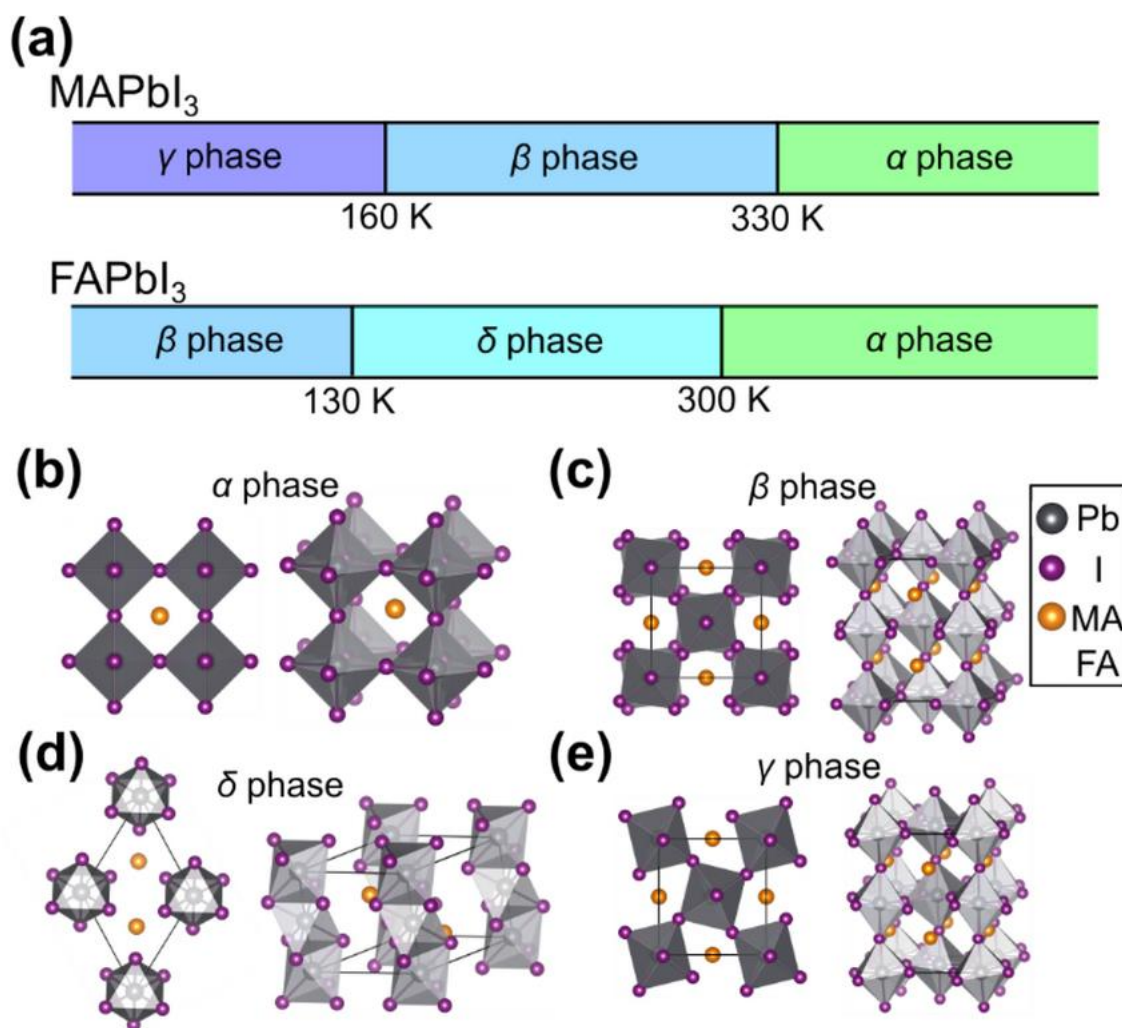 (a)
MAPbI₃
γ phase β phase α phase
160 K 330 K
FAPbI₃
β phase δ phase α phase
130 K 300 K
(b) α phase
(c) β phase
Pb
I
MA
FA
(d) δ phase
(e) γ phase